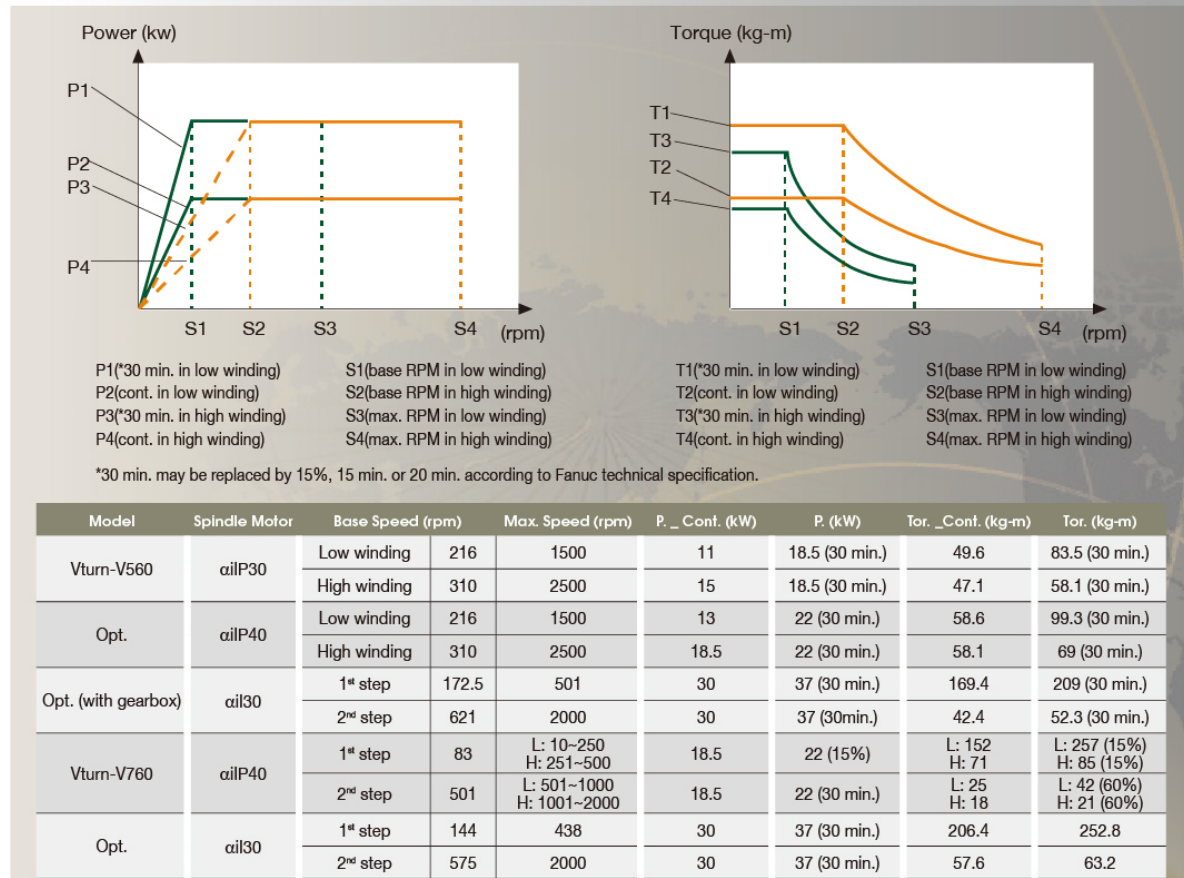 Power (kw)
P1
P2
P3
P4
S1 S2 S3 S4 (rpm)
Torque (kg-m)
T1
T3
T2
T4
S1 S2 S3 S4 (rpm)
P1(*30 min. in low winding) S1(base RPM in low winding)
P2(cont. in low winding) S2(base RPM in high winding)
P3(*30 min. in high winding) S3(max. RPM in low winding)
P4(cont. in high winding) S4(max. RPM in high winding)
T1(*30 min. in low winding) S1(base RPM in low winding)
T2(cont. in low winding) S2(base RPM in high winding)
T3(*30 min. in high winding) S3(max. RPM in low winding)
T4(cont. in high winding) S4(max. RPM in high winding)
*30 min. may be replaced by 15%, 15 min. or 20 min. according to Fanuc technical specification.
Model Spindle Motor Base Speed (rpm) Max. Speed (rpm) P. _ Cont. (kW) P. (kW) Tor. _Cont. (kg-m) Tor. (kg-m)
Vturn-V560 αiIP30 Low winding 216 1500 11 18.5 (30 min.) 49.6 83.5 (30 min.)
High winding 310 2500 15 18.5 (30 min.) 47.1 58.1 (30 min.)
Opt. αiIP40 Low winding 216 1500 13 22 (30 min.) 58.6 99.3 (30 min.)
High winding 310 2500 18.5 22 (30 min.) 58.1 69 (30 min.)
Opt. (with gearbox) αiI30 1st step 172.5 501 30 37 (30 min.) 169.4 209 (30 min.)
2nd step 621 2000 30 37 (30min.) 42.4 52.3 (30 min.)
Vturn-V760 αiIP40 1st step 83 L: 10~250 H: 251~500 18.5 22 (15%) L: 152 H: 71 L: 257 (15%) H: 85 (15%)
2nd step 501 L: 501~1000 H: 1001~2000 18.5 22 (30 min.) L: 25 H: 18 L: 42 (60%) H: 21 (60%)
Opt. αiI30 1st step 144 438 30 37 (30 min.) 206.4 252.8
2nd step 575 2000 30 37 (30 min.) 57.6 63.2